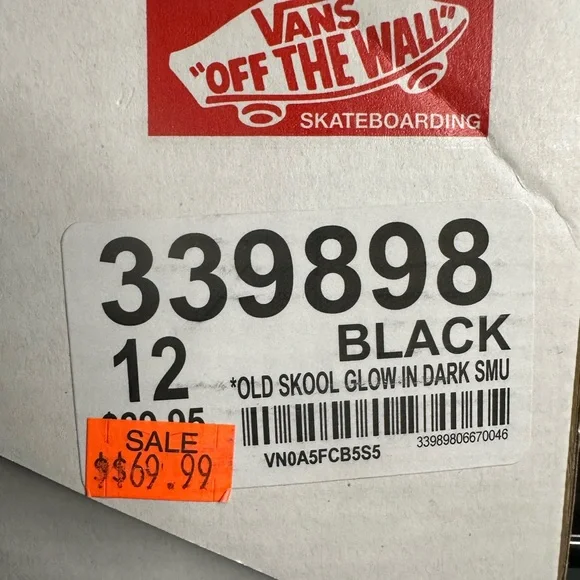 VANS
"OFF THE WALL"
SKATEBOARDING
339898
BLACK
12
*OLD SKOOL GLOW IN DARK SMU
33989806670046
VN0A5FCB5S5
SALE
$$69.99